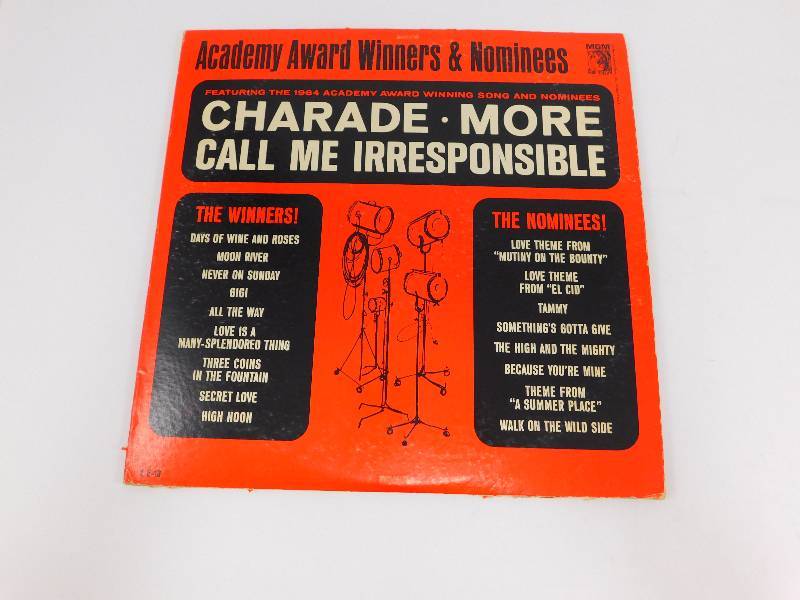 Academy Award Winners & Nominees
MGM
FEATURING THE 1964 ACADEMY AWARD WINNING SONG AND NOMINEES
CHARADE · MORE
CALL ME IRRESPONSIBLE
THE WINNERS!
DAYS OF WINE AND ROSES
MOON RIVER
NEVER ON SUNDAY
GIGI
ALL THE WAY
LOVE IS A
MANY-SPLENDORED THING
THREE COINS
IN THE FOUNTAIN
SECRET LOVE
HIGH NOON
THE NOMINEES!
LOVE THEME FROM
"MUTINY ON THE BOUNTY"
LOVE THEME
FROM "EL CID"
TAMMY
SOMETHING'S GOTTA GIVE
THE HIGH AND THE MIGHTY
BECAUSE YOU'RE MINE
THEME FROM
"A SUMMER PLACE"
WALK ON THE WILD SIDE